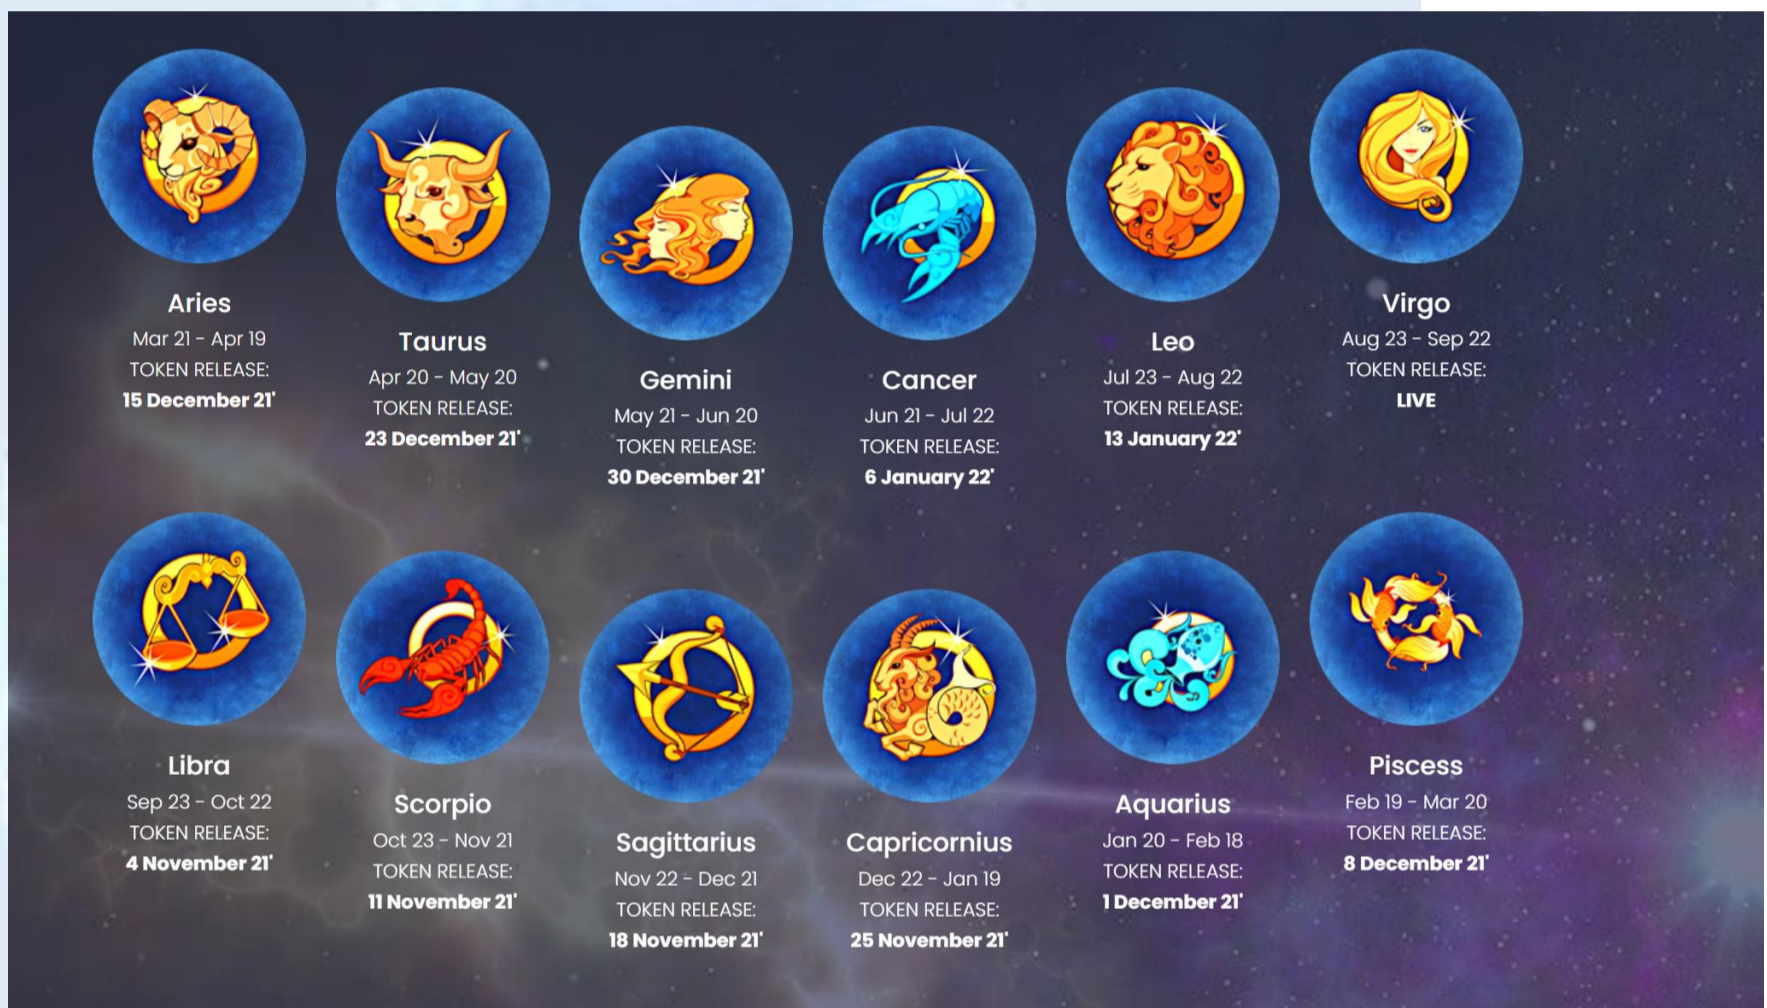 Aries
Mar 21 - Apr 19
TOKEN RELEASE:
15 December 21'
Taurus
Apr 20 - May 20
TOKEN RELEASE:
23 December 21'
Gemini
May 21 - Jun 20
TOKEN RELEASE:
30 December 21'
Cancer
Jun 21 - Jul 22
TOKEN RELEASE:
6 January 22'
Leo
Jul 23 - Aug 22
TOKEN RELEASE:
13 January 22'
Virgo
Aug 23 - Sep 22
TOKEN RELEASE:
LIVE
Libra
Sep 23 - Oct 22
TOKEN RELEASE:
4 November 21'
Scorpio
Oct 23 - Nov 21
TOKEN RELEASE:
11 November 21'
Sagittarius
Nov 22 - Dec 21
TOKEN RELEASE:
18 November 21'
Capricornius
Dec 22 - Jan 19
TOKEN RELEASE:
25 November 21'
Aquarius
Jan 20 - Feb 18
TOKEN RELEASE:
1 December 21'
Piscess
Feb 19 - Mar 20
TOKEN RELEASE:
8 December 21'